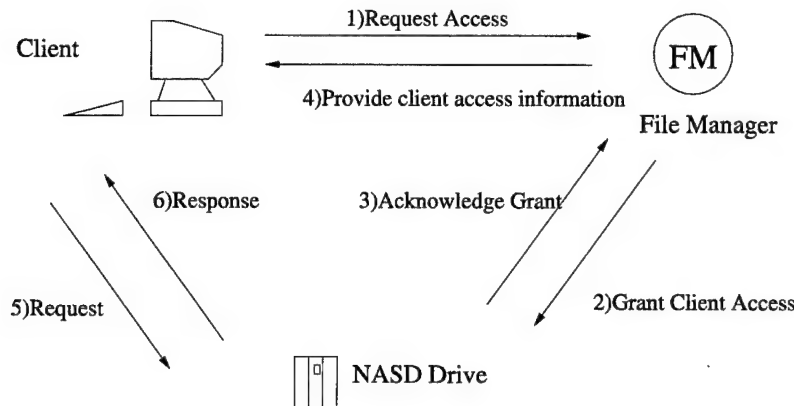 1)Request Access
Client
FM
4)Provide client access information
File Manager
6)Response
3)Acknowledge Grant
5)Request
2)Grant Client Access
NASD Drive